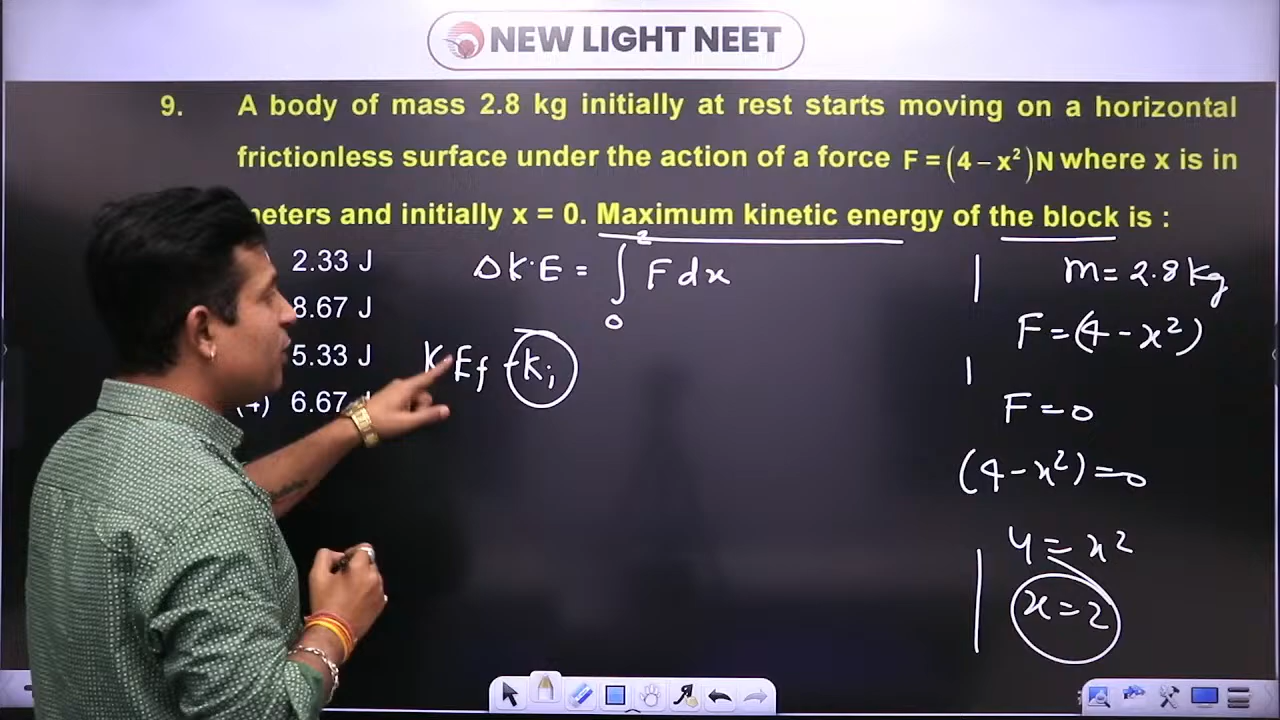 NEW LIGHT NEET
9. A body of mass 2.8 kg initially at rest starts moving on a horizontal
frictionless surface under the action of a force F = (4 – x²) N where x is in
meters and initially x = 0. Maximum kinetic energy of the block is :
2.33 J
8.67 J
5.33 J
(4) 6.67
ΔK·E = ∫₀² F dx
K Ef - Ki
m = 2.8 kg
F = (4 - x²)
F = 0
(4 - x²) = 0
4 = x²
x = 2